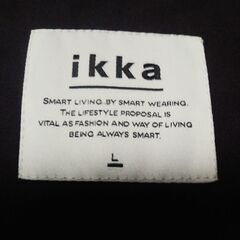 ikka
SMART LIVING BY SMART WEARING.
THE LIFESTYLE PROPOSAL IS
VITAL AS FASHION AND WAY OF LIVING
BEING ALWAYS SMART.
L